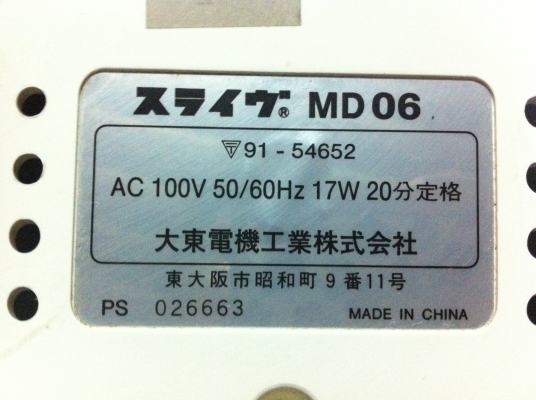 スライヴ® MD 06
〶91-54652
AC 100V 50/60Hz 17W 20分定格
大東電機工業株式会社
東大阪市昭和町9番11号
PS 026663 MADE IN CHINA